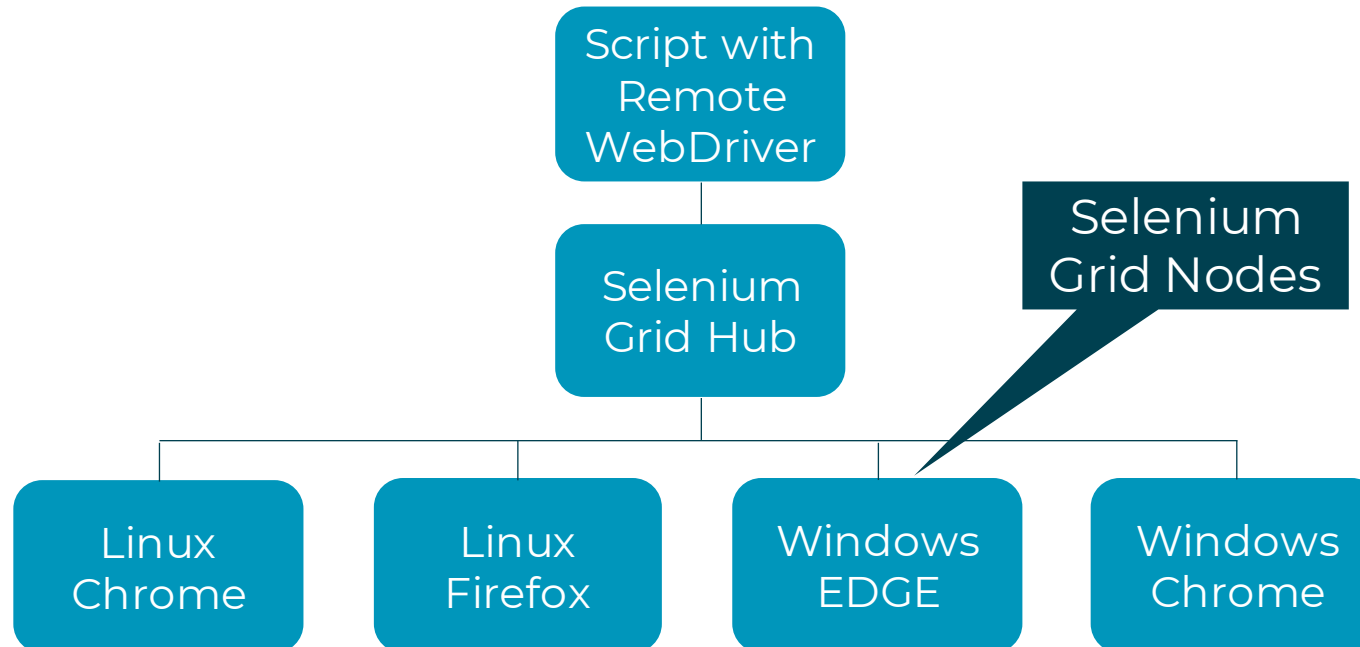 Script with
Remote
WebDriver
Selenium
Grid Nodes
Selenium
Grid Hub
Linux
Chrome
Linux
Firefox
Windows
EDGE
Windows
Chrome